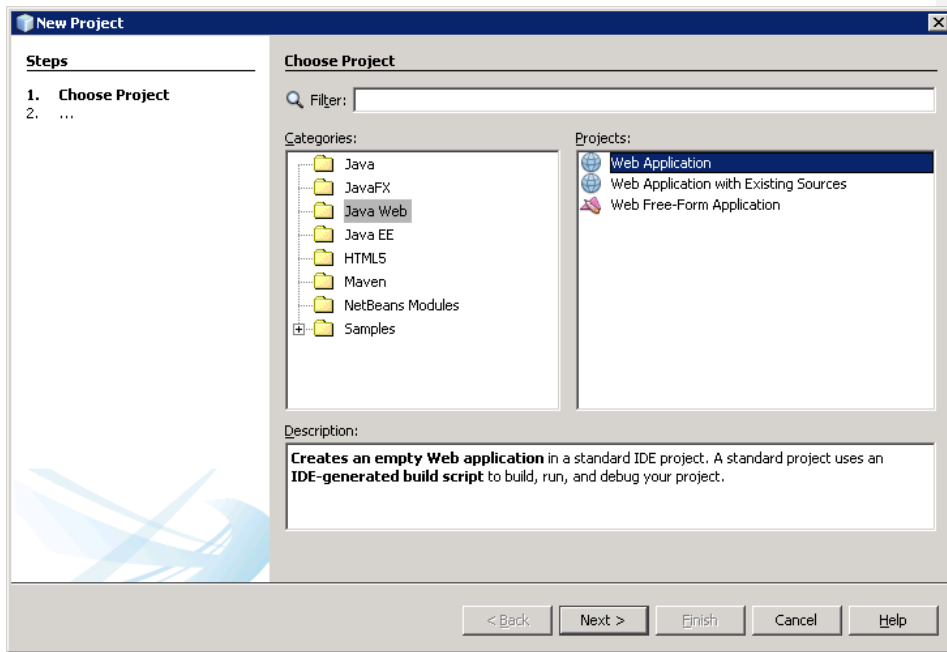 New Project
Steps
1. Choose Project
2. ...
Choose Project
Filter:
Categories:
Java
JavaFX
Java Web
Java EE
HTML5
Maven
NetBeans Modules
Samples
Projects:
Web Application
Web Application with Existing Sources
Web Free-Form Application
Description:
Creates an empty Web application in a standard IDE project. A standard project uses an
IDE-generated build script to build, run, and debug your project.
< Back
Next >
Finish
Cancel
Help